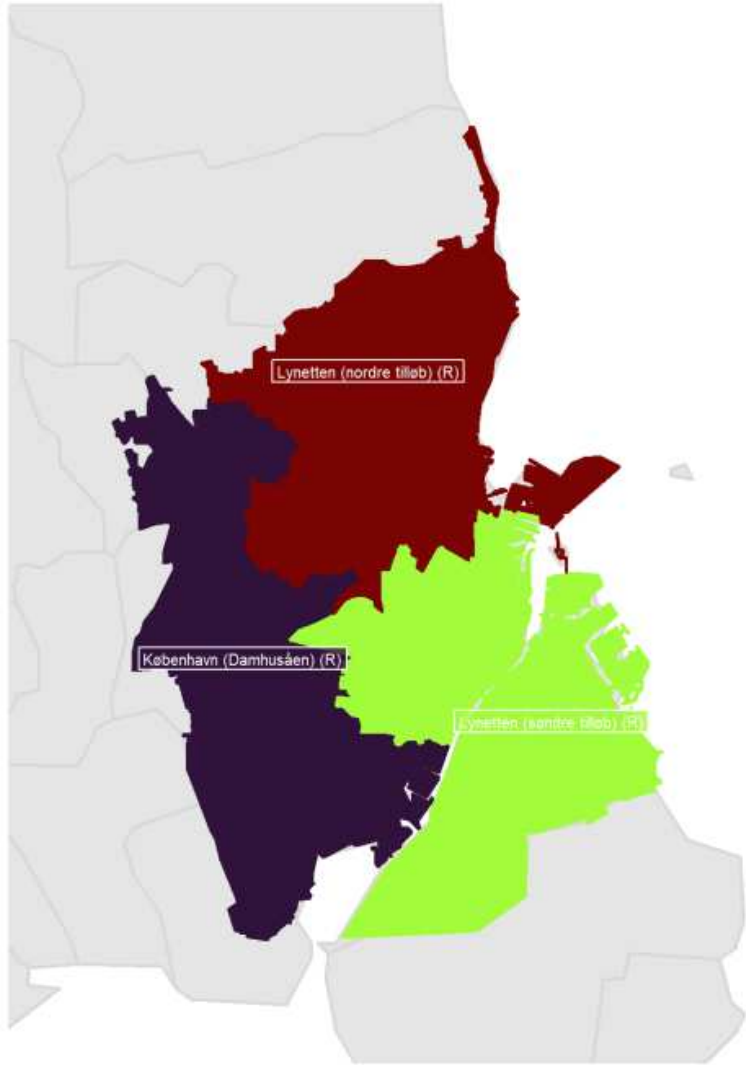 Lynetten (nordre tilløb) (R)
København (Damhusåen) (R)
Lynetten (søndre tilløb) (R)